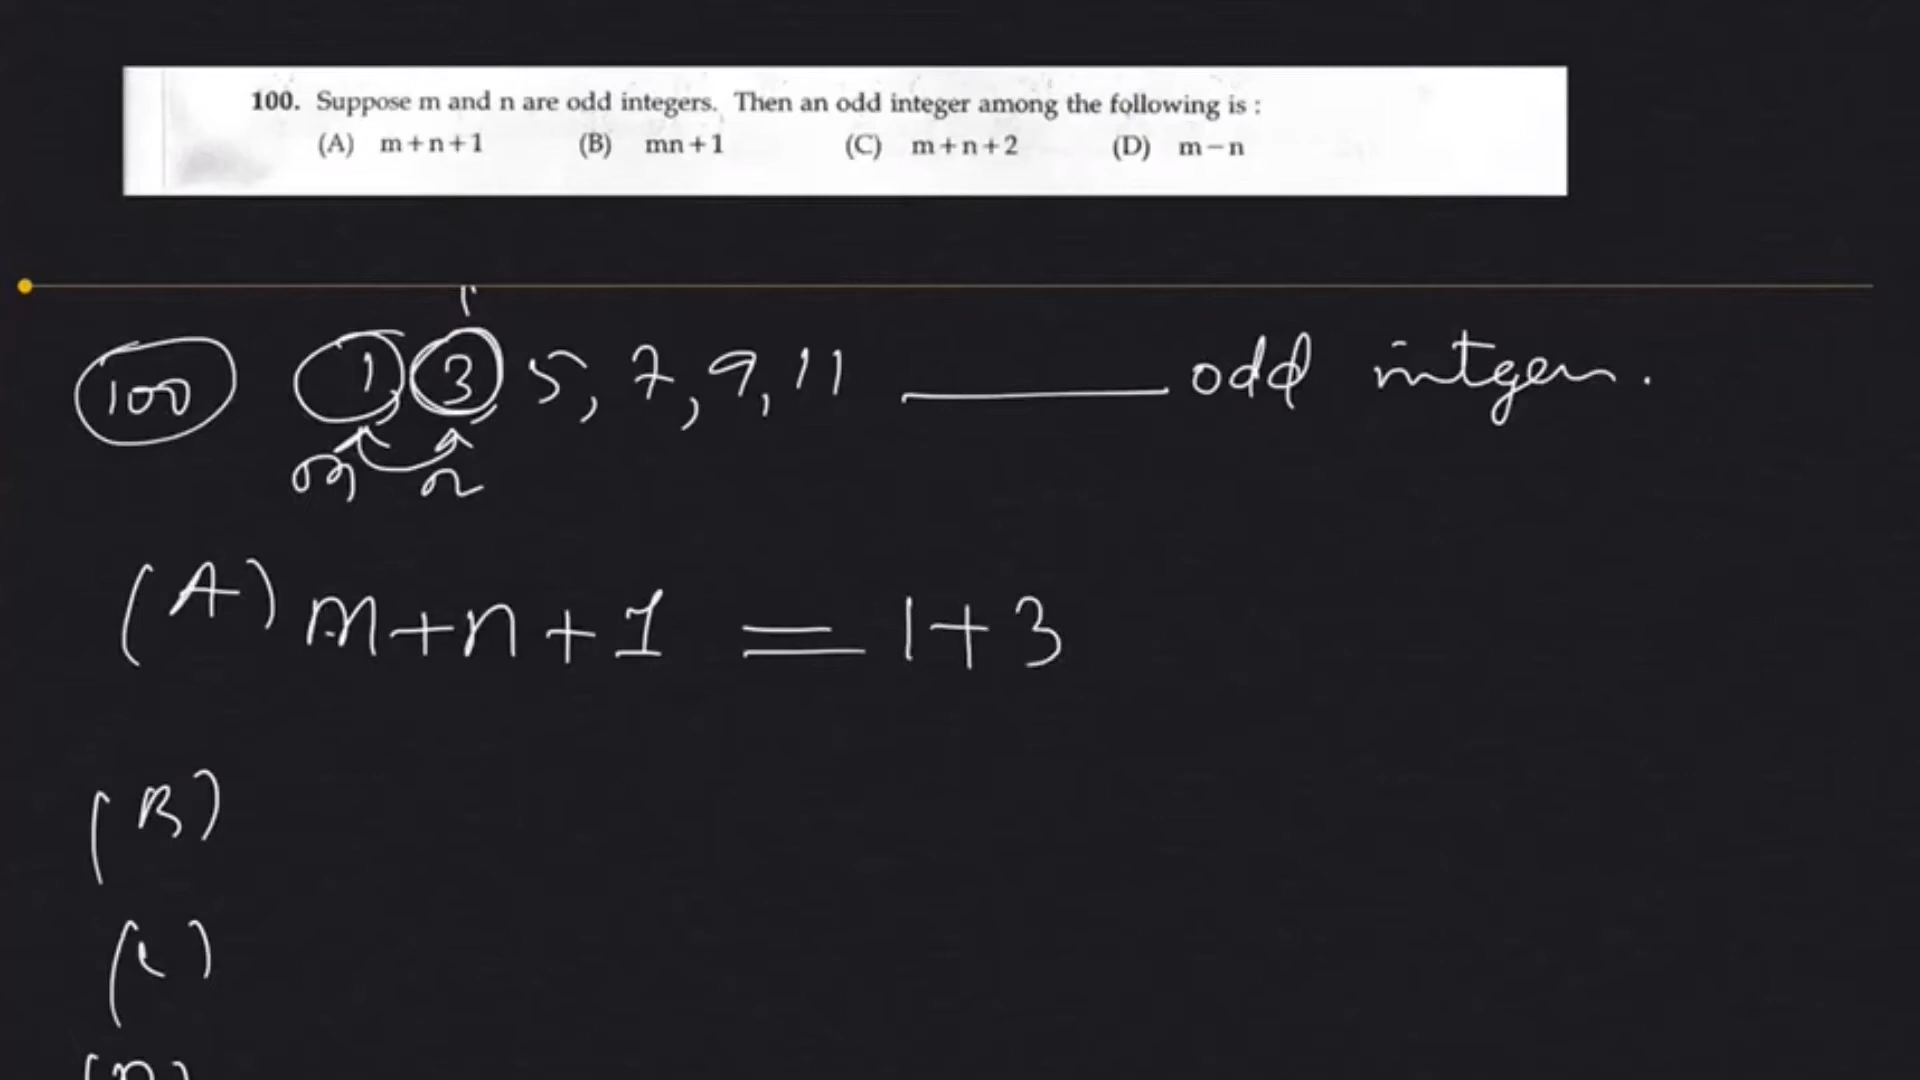 100. Suppose m and n are odd integers. Then an odd integer among the following is :
(A) m+n+1 (B) mn+1 (C) m+n+2 (D) m−n
100 1, 3 5, 7, 9, 11 odd intgen.
m n
(A) m+n+1 = 1+3
(B)
(C)
(D)